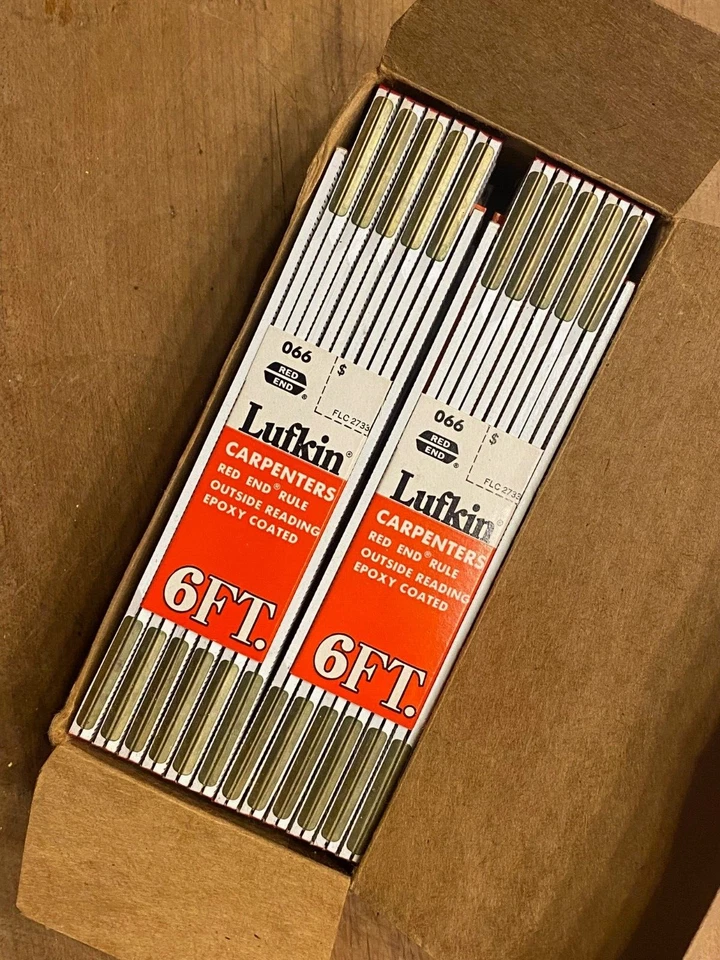 066
$
RED
END®
FLC 2733
Lufkin®
CARPENTERS
RED END® RULE
OUTSIDE READING
EPOXY COATED
6FT.
066
$
RED
END®
FLC 2733
Lufkin®
CARPENTERS
RED END® RULE
OUTSIDE READING
EPOXY COATED
6FT.